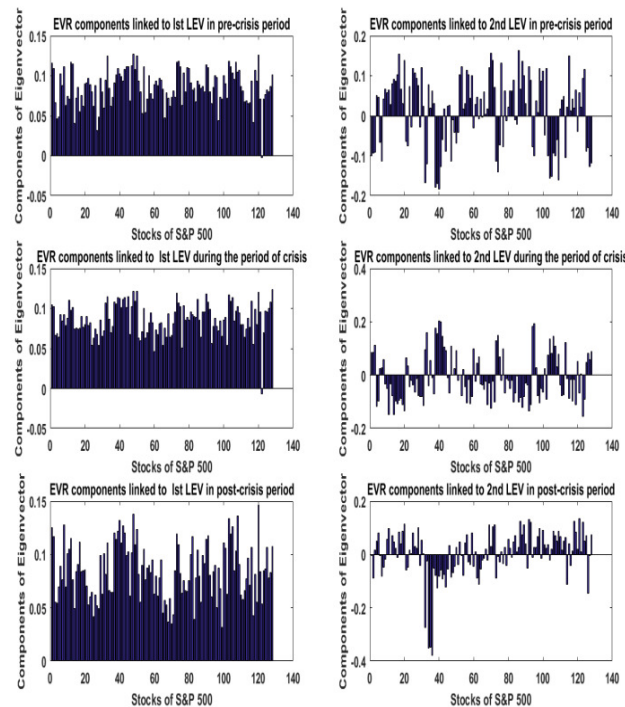 EVR components linked to Ist LEV in pre-crisis period
0.15
0.1
0.05
0
-0.05
Components of Eigenvector
0 20 40 60 80 100 120 140
Stocks of S&P 500
EVR components linked to 2nd LEV in pre-crisis period
0.2
0.1
0
-0.1
-0.2
Components of Eigenvector
0 20 40 60 80 100 120 140
Stocks of S&P 500
EVR components linked to Ist LEV during the period of crisis
0.15
0.1
0.05
0
-0.05
Components of Eigenvector
0 20 40 60 80 100 120 140
Stocks of S&P 500
EVR components linked to 2nd LEV during the period of crisis
0.4
0.2
0
-0.2
Components of Eigenvector
0 20 40 60 80 100 120 140
Stocks of S&P 500
EVR components linked to Ist LEV in post-crisis period
0.15
0.1
0.05
0
Components of Eigenvector
0 20 40 60 80 100 120 140
Stocks of S&P 500
EVR components linked to 2nd LEV in post-crisis period
0.2
0
-0.2
-0.4
Components of Eigenvector
0 20 40 60 80 100 120 140
Stocks of S&P 500